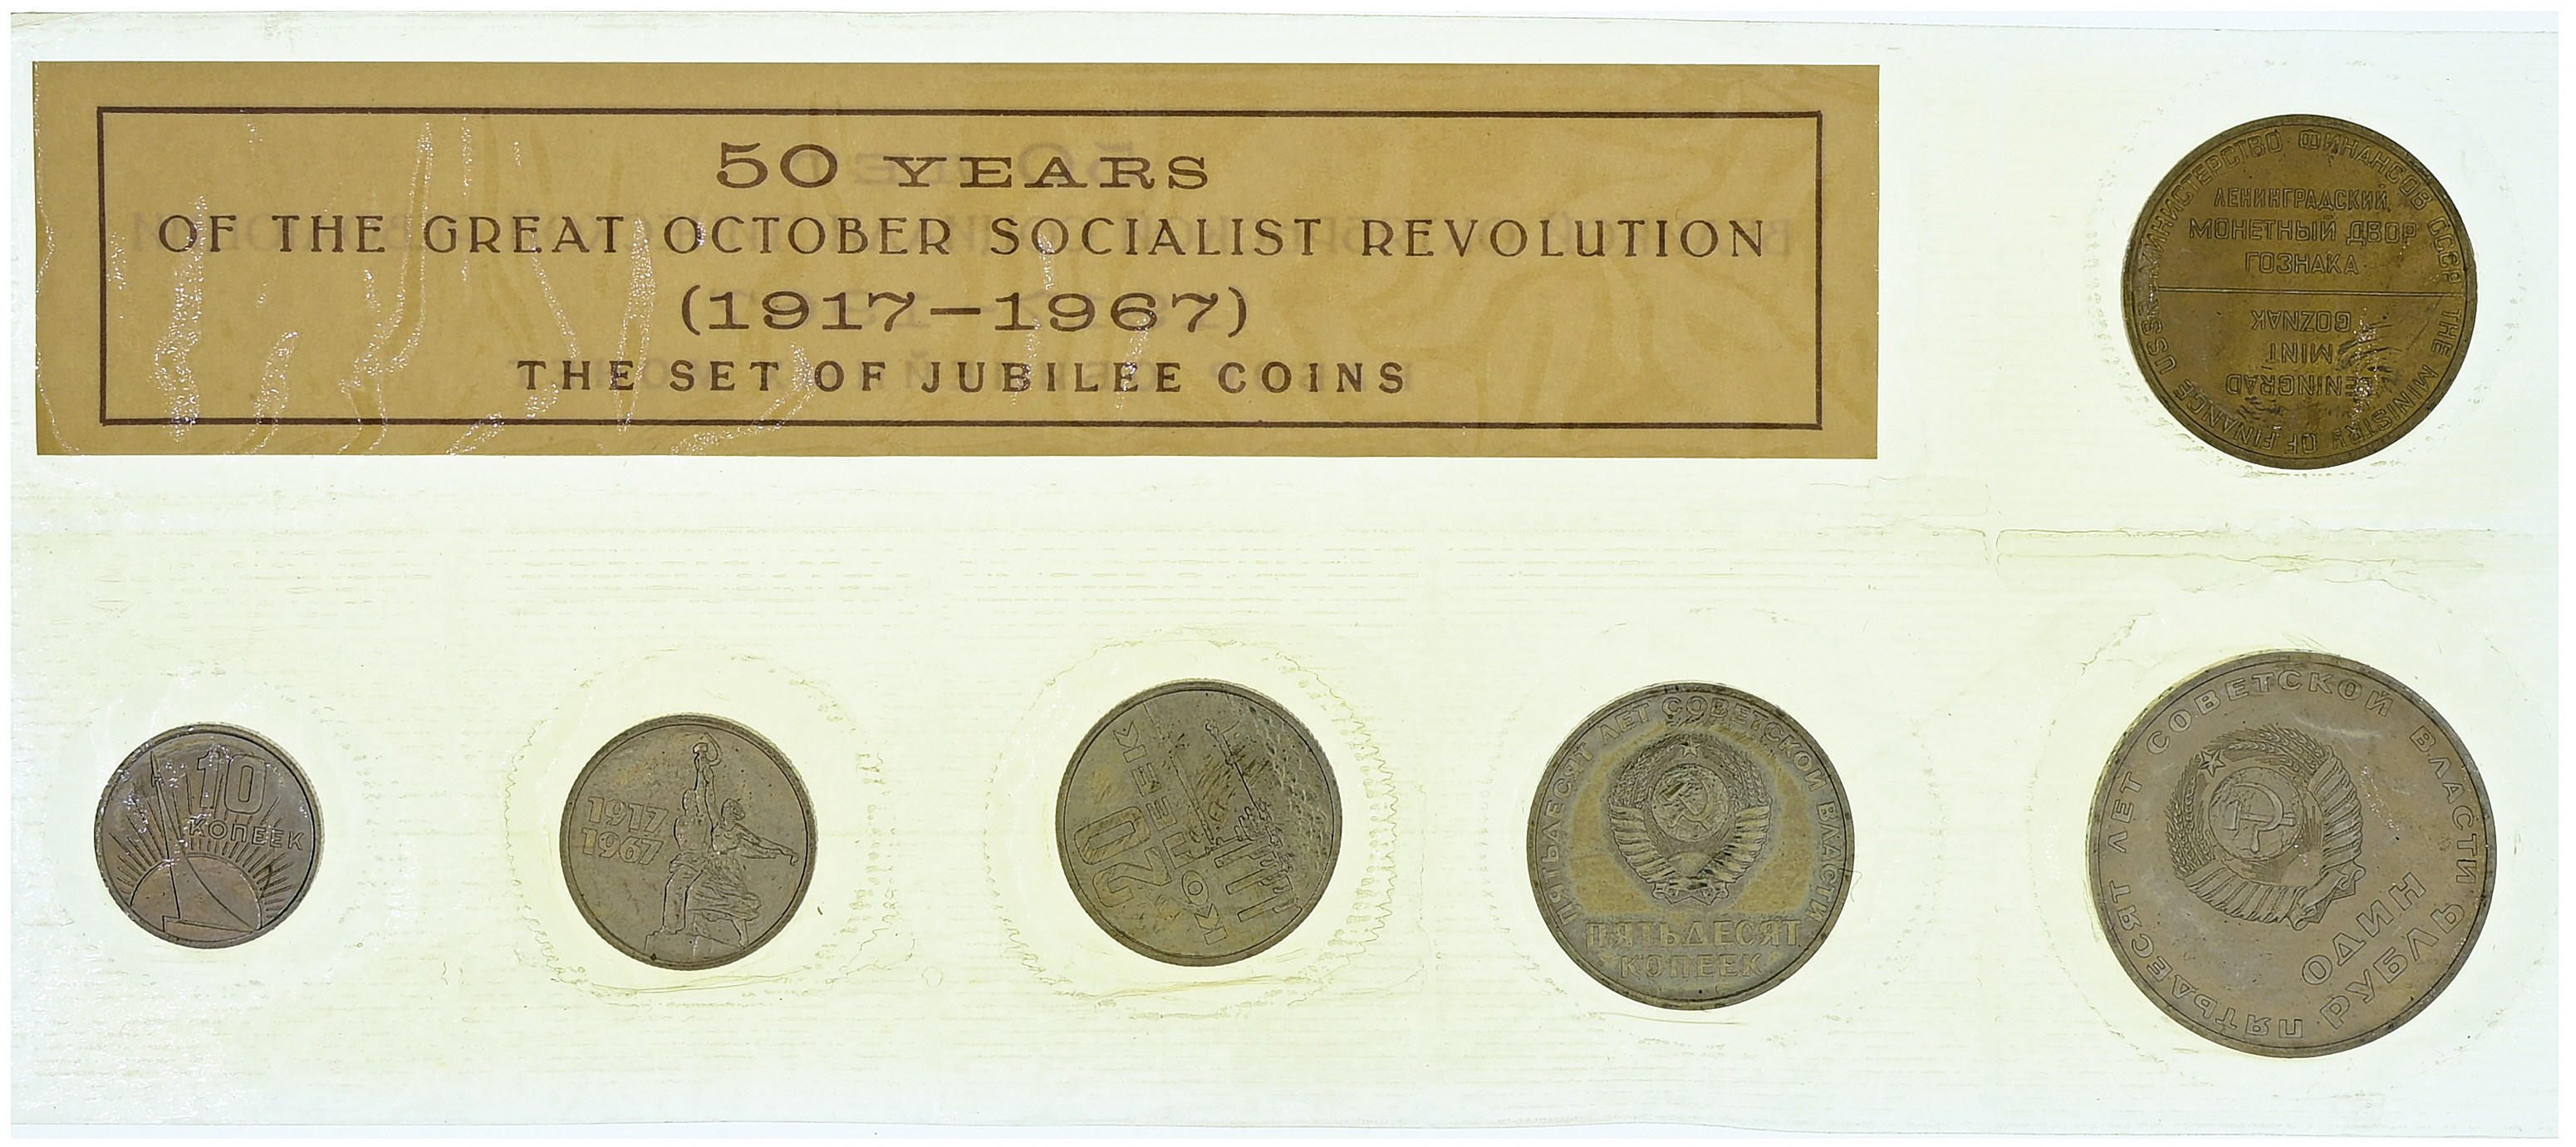 50 YEARS
OF THE GREAT OCTOBER SOCIALIST REVOLUTION
(1917–1967)
THE SET OF JUBILEE COINS
МИНИСТЕРСТВО ФИНАНСОВ СССР
ЛЕНИНГРАДСКИЙ
МОНЕТНЫЙ ДВОР
ГОЗНАКА
THE MINISTRY OF FINANCE USSR
LENINGRAD
MINT
GOZNAK
10
КОПЕЕК
1917
1967
20
КОПЕЕК
ПЯТЬДЕСЯТ ЛЕТ СОВЕТСКОЙ ВЛАСТИ
ПЯТЬДЕСЯТ
КОПЕЕК
ПЯТЬДЕСЯТ ЛЕТ СОВЕТСКОЙ ВЛАСТИ
ОДИН
РУБЛЬ